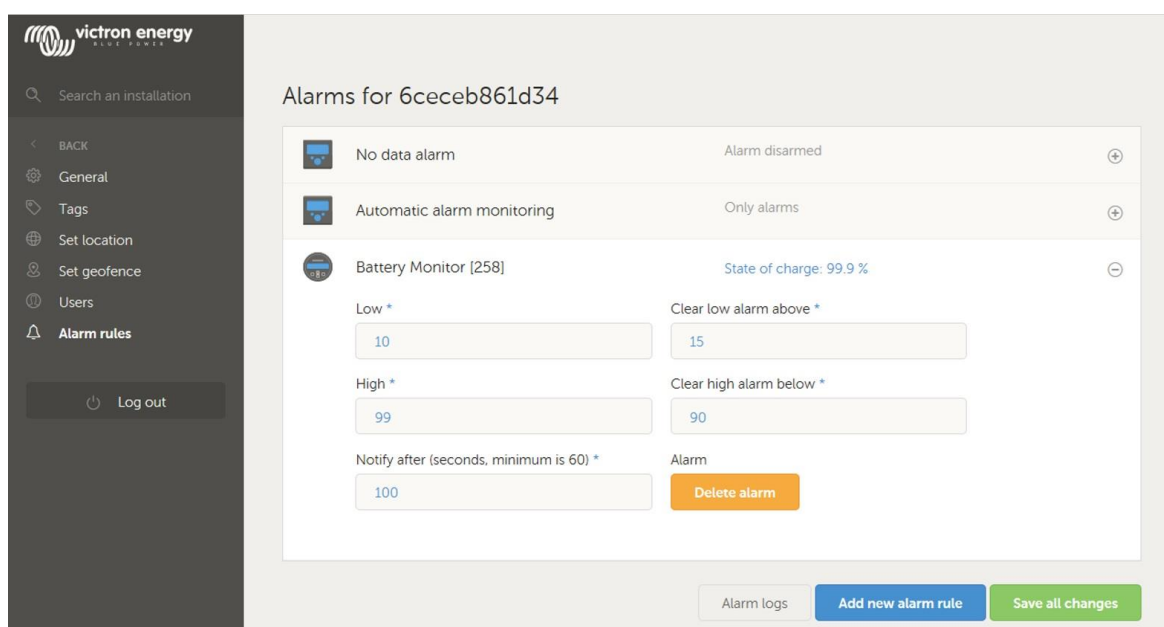 victron energy
BLUE POWER
Search an installation
BACK
General
Tags
Set location
Set geofence
Users
Alarm rules
Log out
Alarms for 6ceceb861d34
No data alarm
Alarm disarmed
Automatic alarm monitoring
Only alarms
Battery Monitor [258]
State of charge: 99.9 %
Low *
Clear low alarm above *
10
15
High *
Clear high alarm below *
99
90
Notify after (seconds, minimum is 60) *
Alarm
100
Delete alarm
Alarm logs
Add new alarm rule
Save all changes